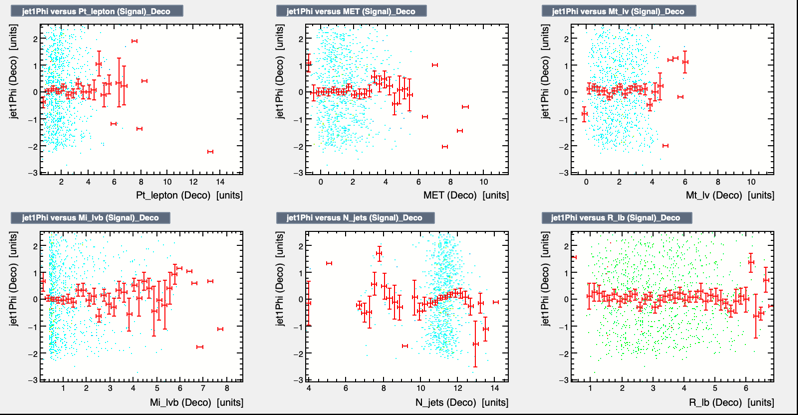 jet1Phi versus Pt_lepton (Signal)_Deco
jet1Phi (Deco) [units]
2
1
0
−1
−2
−3
2 4 6 8 10 12 14
Pt_lepton (Deco) [units]
jet1Phi versus MET (Signal)_Deco
jet1Phi (Deco) [units]
2
1
0
−1
−2
−3
0 2 4 6 8 10
MET (Deco) [units]
jet1Phi versus Mt_lv (Signal)_Deco
jet1Phi (Deco) [units]
2
1
0
−1
−2
−3
0 2 4 6 8 10
Mt_lv (Deco) [units]
jet1Phi versus Mi_lvb (Signal)_Deco
jet1Phi (Deco) [units]
2
1
0
−1
−2
−3
1 2 3 4 5 6 7 8
Mi_lvb (Deco) [units]
jet1Phi versus N_jets (Signal)_Deco
jet1Phi (Deco) [units]
2
1
0
−1
−2
−3
4 6 8 10 12 14
N_jets (Deco) [units]
jet1Phi versus R_lb (Signal)_Deco
jet1Phi (Deco) [units]
2
1
0
−1
−2
−3
1 2 3 4 5 6
R_lb (Deco) [units]